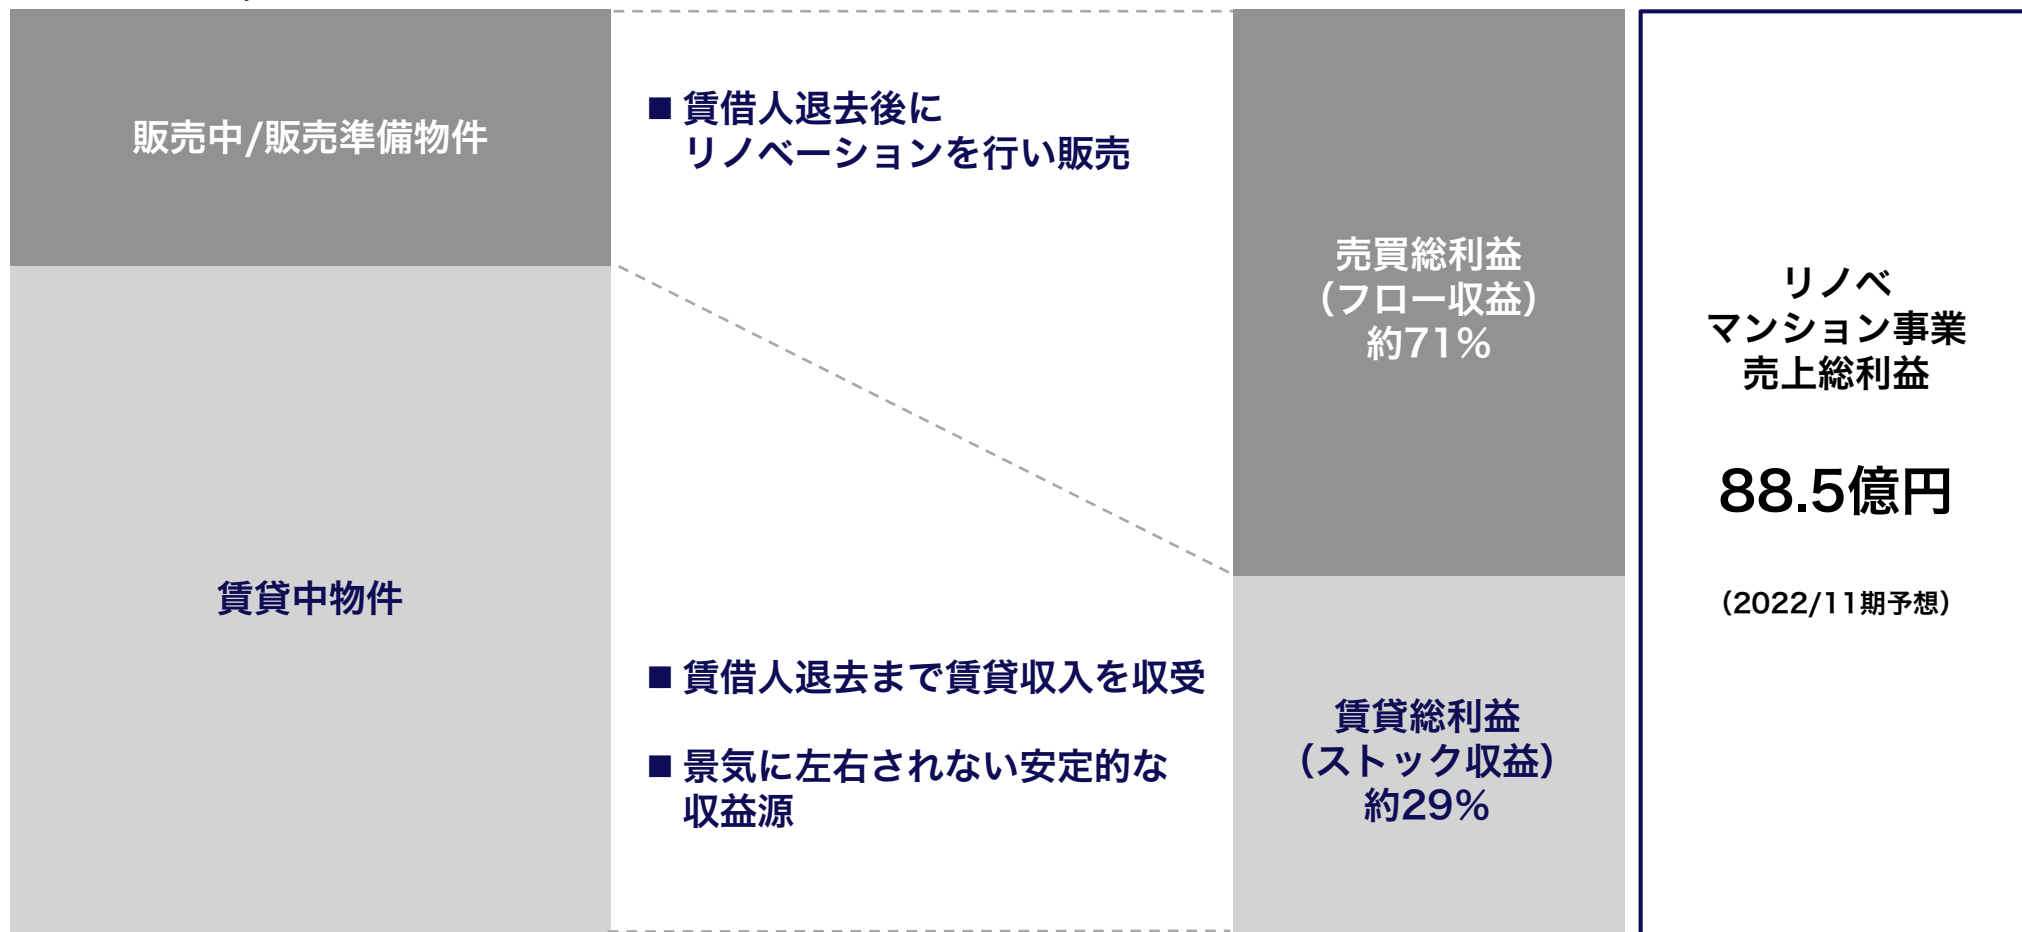 販売中/販売準備物件
■ 賃借人退去後に
リノベーションを行い販売
売買総利益
（フロー収益）
約71%
リノベ
マンション事業
売上総利益
88.5億円
（2022/11期予想）
賃貸中物件
■ 賃借人退去まで賃貸収入を収受
■ 景気に左右されない安定的な
収益源
賃貸総利益
（ストック収益）
約29%